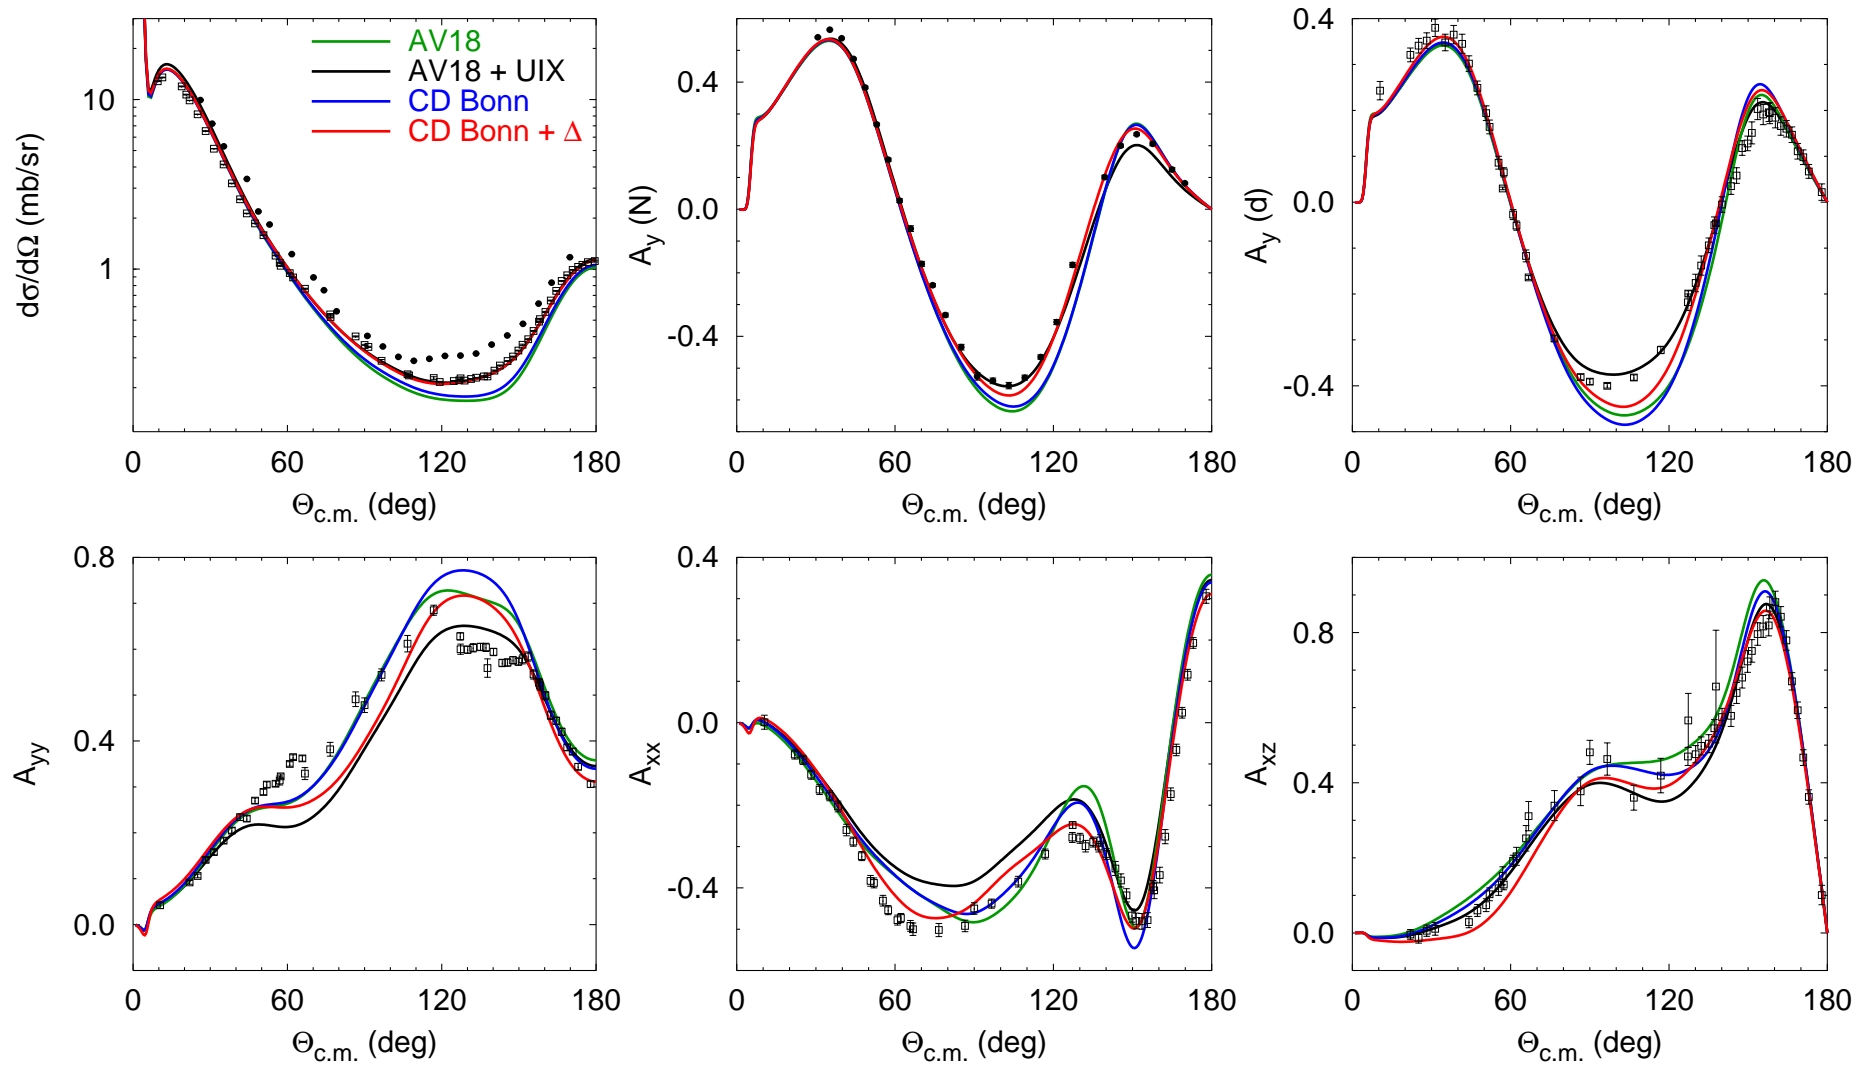 AV18
AV18 + UIX
CD Bonn
CD Bonn + Δ
10
1
dσ/dΩ (mb/sr)
0 60 120 180
Θc.m. (deg)
0.4
0.0
-0.4
Ay (N)
0 60 120 180
Θc.m. (deg)
0.4
0.0
-0.4
Ay (d)
0 60 120 180
Θc.m. (deg)
0.8
0.4
0.0
Ayy
0 60 120 180
Θc.m. (deg)
0.4
0.0
-0.4
Axx
0 60 120 180
Θc.m. (deg)
0.8
0.4
0.0
Axz
0 60 120 180
Θc.m. (deg)